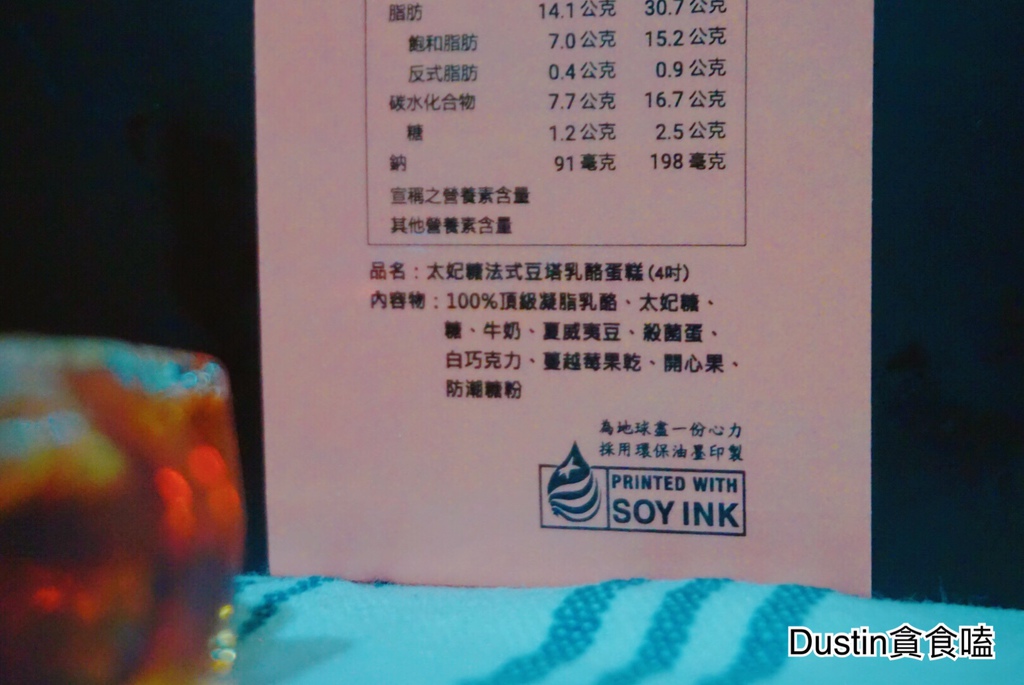 脂肪 14.1 公克 30.7 公克
飽和脂肪 7.0 公克 15.2 公克
反式脂肪 0.4 公克 0.9 公克
碳水化合物 7.7 公克 16.7 公克
糖 1.2 公克 2.5 公克
鈉 91 毫克 198 毫克
宣稱之營養素含量
其他營養素含量
品名：太妃糖法式豆塔乳酪蛋糕(4吋)
內容物：100%頂級凝脂乳酪、太妃糖、
糖、牛奶、夏威夷豆、殺菌蛋、
白巧克力、蔓越莓果乾、開心果、
防潮糖粉
為地球盡一份心力
採用環保油墨印製
PRINTED WITH
SOY INK
Dustin貪食嗑